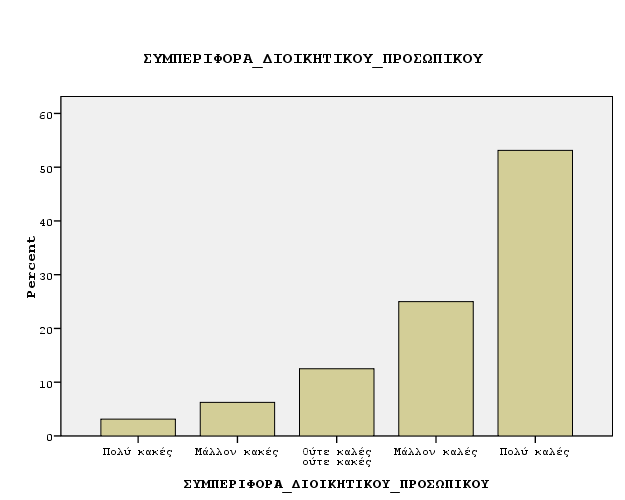 ΣΥΜΠΕΡΙΦΟΡΑ_ΔΙΟΙΚΗΤΙΚΟΥ_ΠΡΟΣΩΠΙΚΟΥ
60
50
40
30
20
10
0
Percent
Πολύ κακές
Μάλλον κακές
Ούτε καλές
ούτε κακές
Μάλλον καλές
Πολύ καλές
ΣΥΜΠΕΡΙΦΟΡΑ_ΔΙΟΙΚΗΤΙΚΟΥ_ΠΡΟΣΩΠΙΚΟΥ